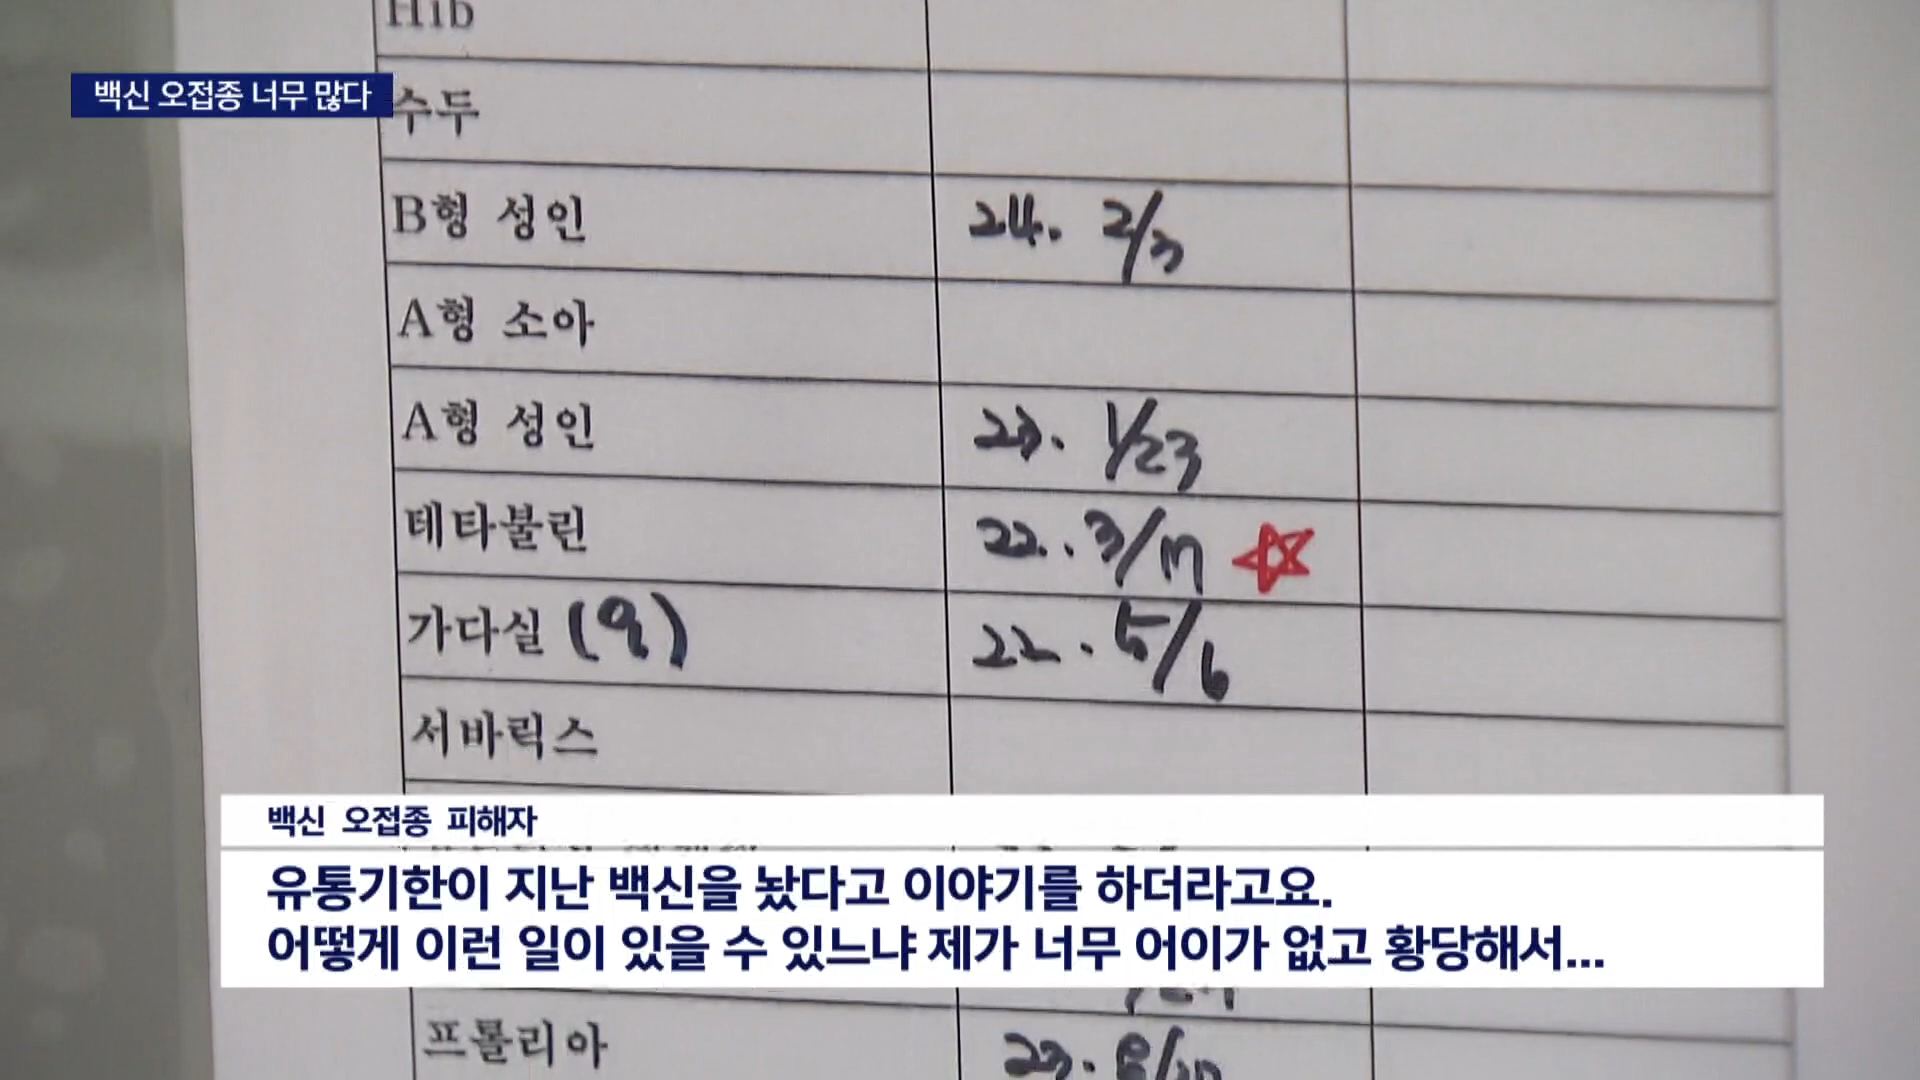 Hib
백신 오접종 너무 많다
수두
B형 성인 24. 2/3
A형 소아
A형 성인 23. 1/23
테타불린 22. 3/17
가다실 (9) 22. 5/6
서바릭스
백신 오접종 피해자
유통기한이 지난 백신을 놨다고 이야기를 하더라고요.
어떻게 이런 일이 있을 수 있느냐 제가 너무 어이가 없고 황당해서...
프롤리아 23.